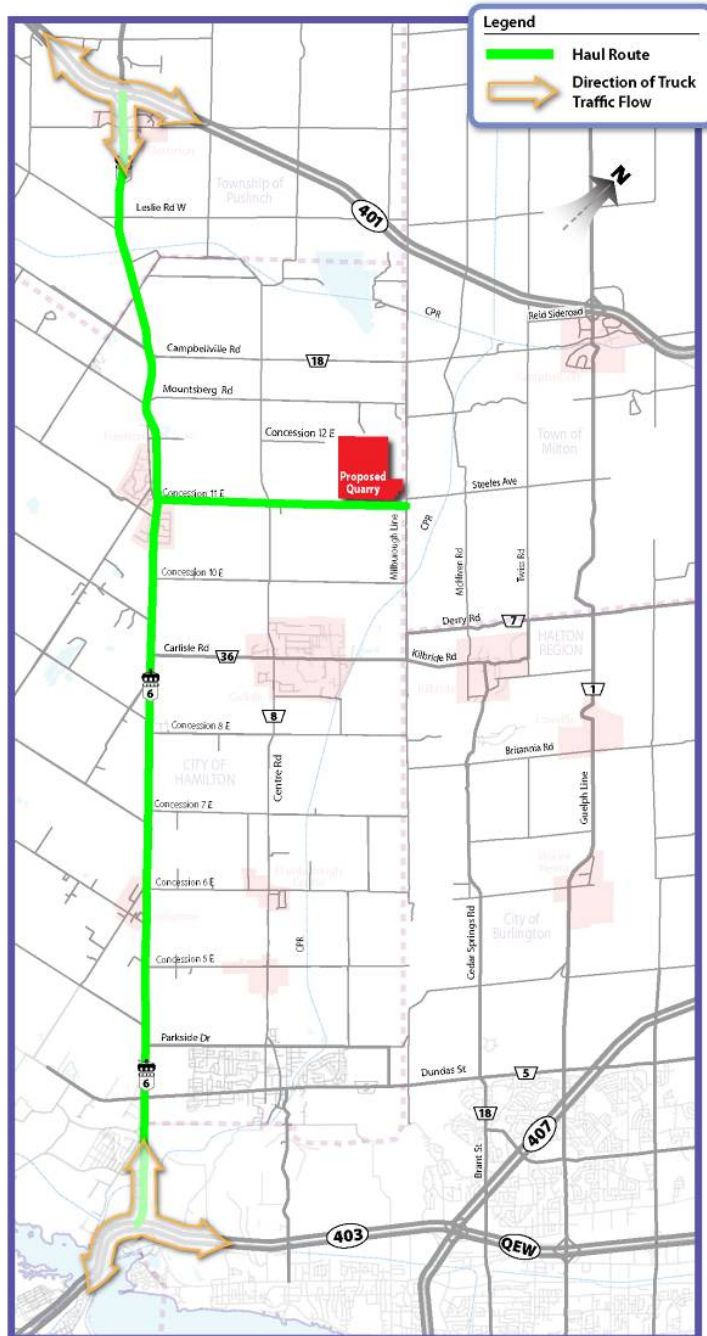 Legend
Haul Route
Direction of Truck
Traffic Flow
N
Township of
Puslinch
Leslie Rd W
401
CPR
Reid Sideroad
Campbellville Rd
18
Mountsberg Rd
Concession 12 E
Town of
Milton
Proposed
Quarry
Concession 11 E
Steeles Ave
Milburough Line
CPR
McNiven Rd
Twiss Rd
Concession 10 E
Derry Rd
7
HALTON
REGION
Carlisle Rd
36
Kilbride Rd
6
8
1
Concession 8 E
Britannia Rd
CITY OF
HAMILTON
Centre Rd
Guelph Line
Concession 7 E
Concession 6 E
City of
Burlington
Cedar Springs Rd
CPR
Concession 5 E
Parkside Dr
Dundas St
5
6
18
407
Brant St
403
QEW